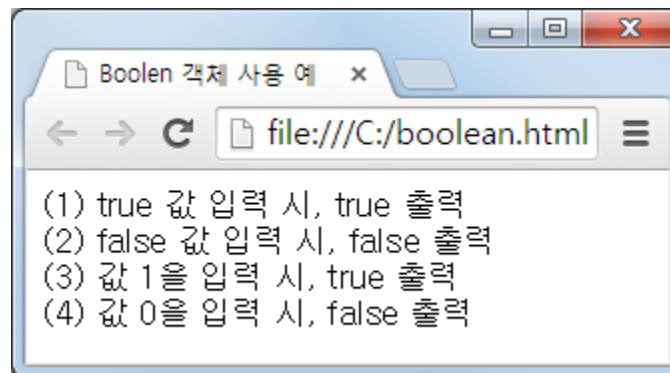 Boolen 객체 사용 예
file:///C:/boolean.html
(1) true 값 입력 시, true 출력
(2) false 값 입력 시, false 출력
(3) 값 1을 입력 시, true 출력
(4) 값 0을 입력 시, false 출력